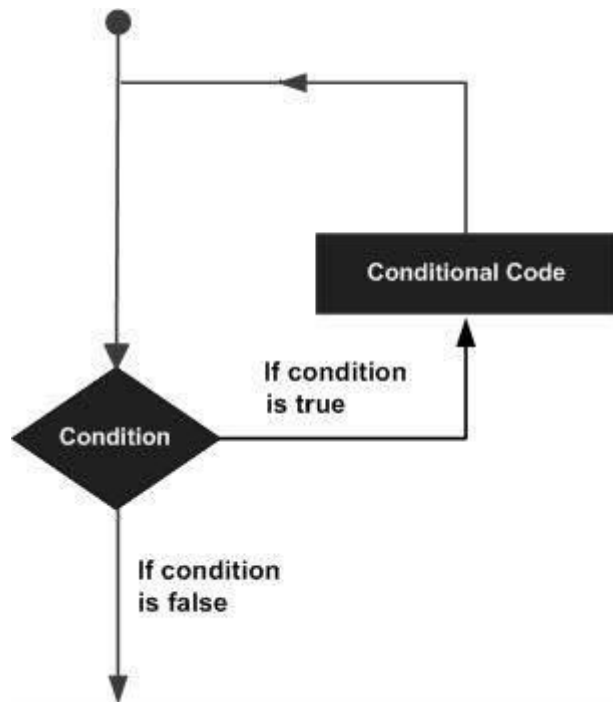 Conditional Code
If condition
is true
Condition
If condition
is false